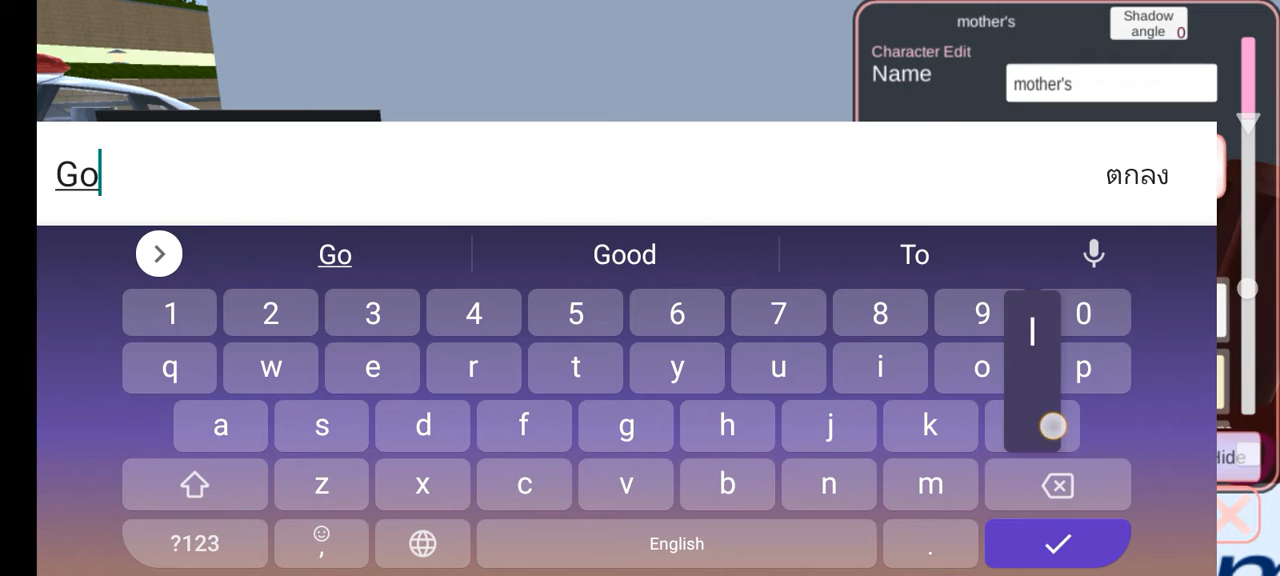 mother's
Shadow
angle 0
Character Edit
Name
mother's
Go
ตกลง
Go Good To
1 2 3 4 5 6 7 8 9 0
q w e r t y u i o p
a s d f g h j k l
z x c v b n m
Hide
?123 , English .